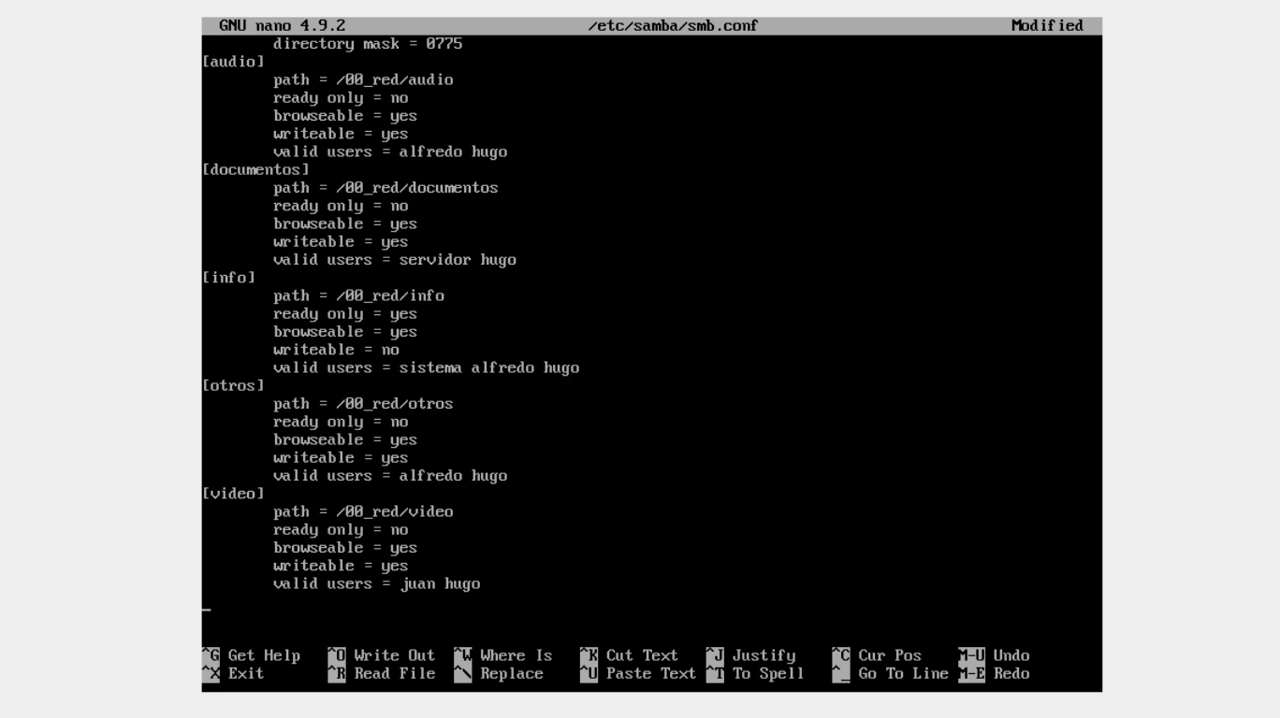 GNU nano 4.9.2 /etc/samba/smb.conf Modified
directory mask = 0775
[audio]
path = /00_red/audio
ready only = no
browseable = yes
writeable = yes
valid users = alfredo hugo
[documentos]
path = /00_red/documentos
ready only = no
browseable = yes
writeable = yes
valid users = servidor hugo
[info]
path = /00_red/info
ready only = yes
browseable = yes
writeable = no
valid users = sistema alfredo hugo
[otros]
path = /00_red/otros
ready only = no
browseable = yes
writeable = yes
valid users = alfredo hugo
[video]
path = /00_red/video
ready only = no
browseable = yes
writeable = yes
valid users = juan hugo
^G Get Help ^O Write Out ^W Where Is ^K Cut Text ^J Justify ^C Cur Pos M-U Undo
^X Exit ^R Read File ^\ Replace ^U Paste Text ^T To Spell ^_ Go To Line M-E Redo